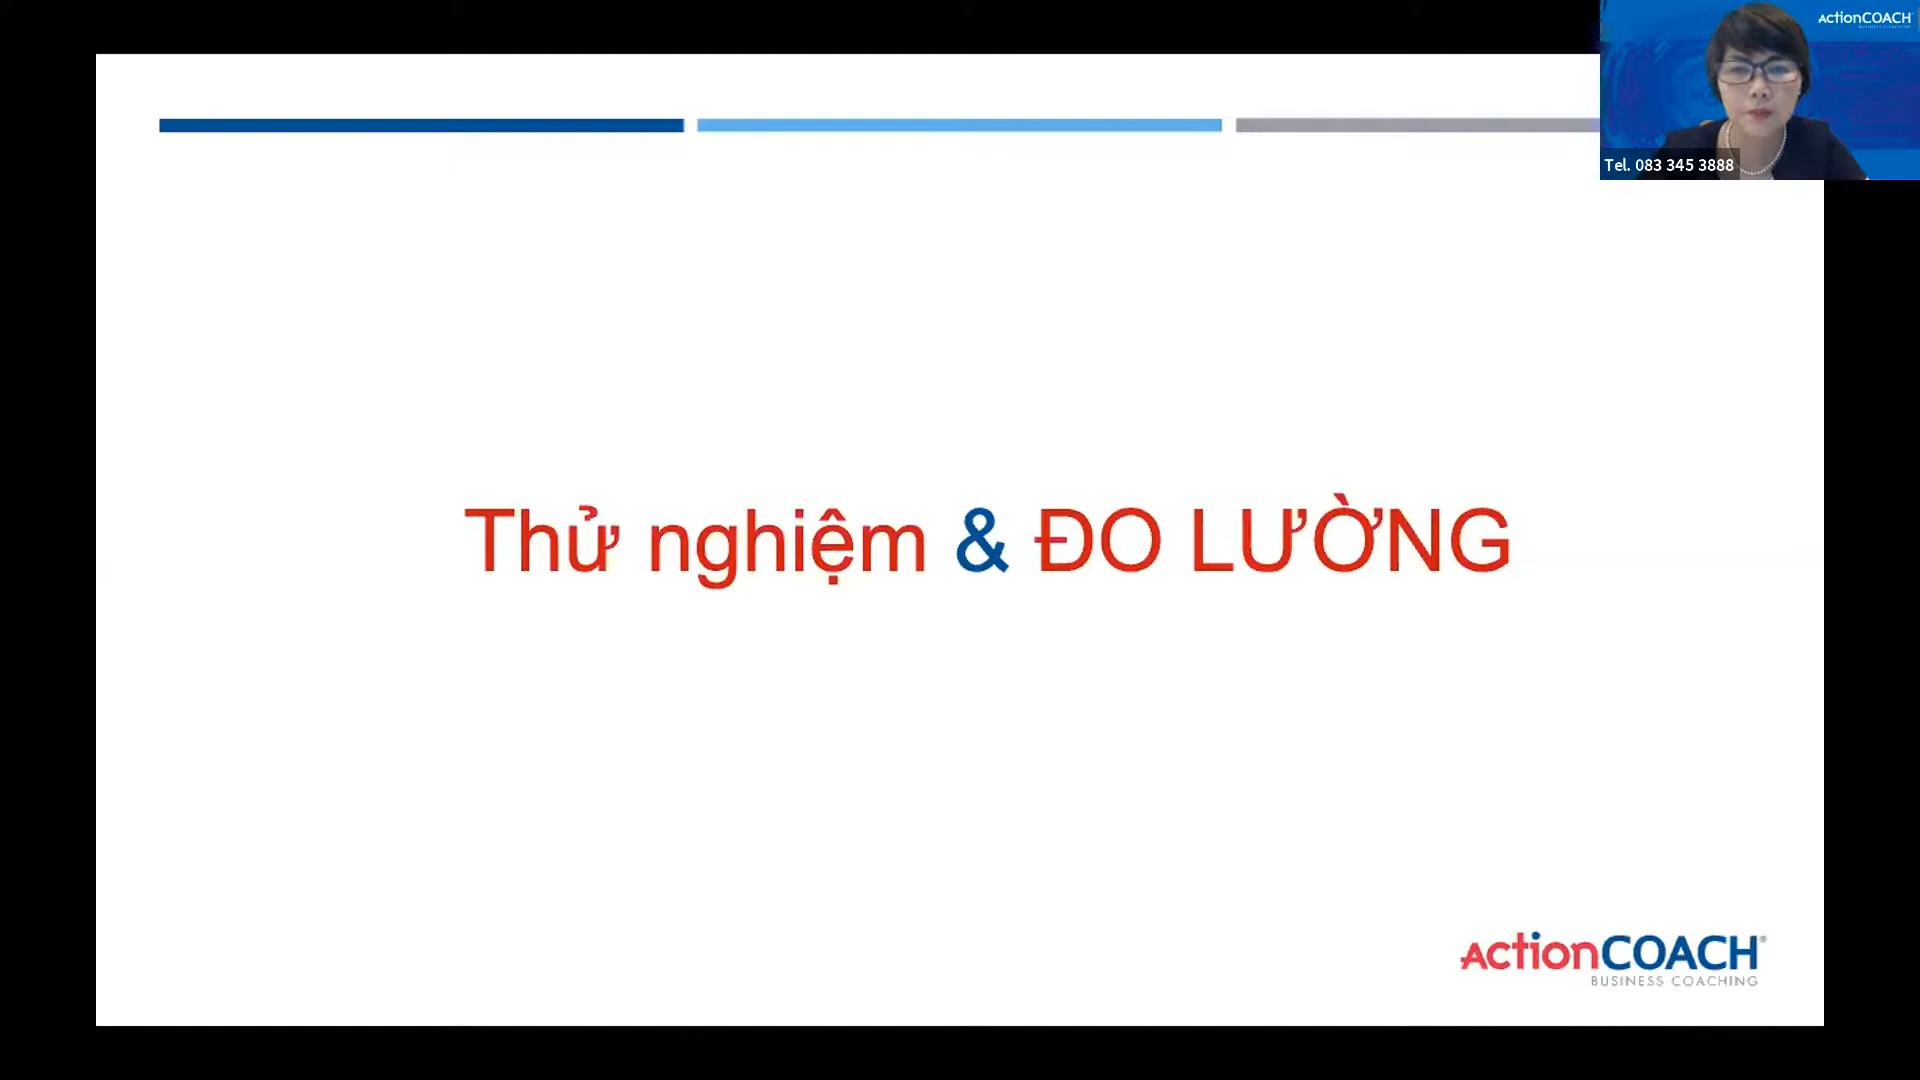 actionCOACH
Tel. 083 345 3888
Thử nghiệm & ĐO LƯỜNG
actionCOACH®
BUSINESS COACHING